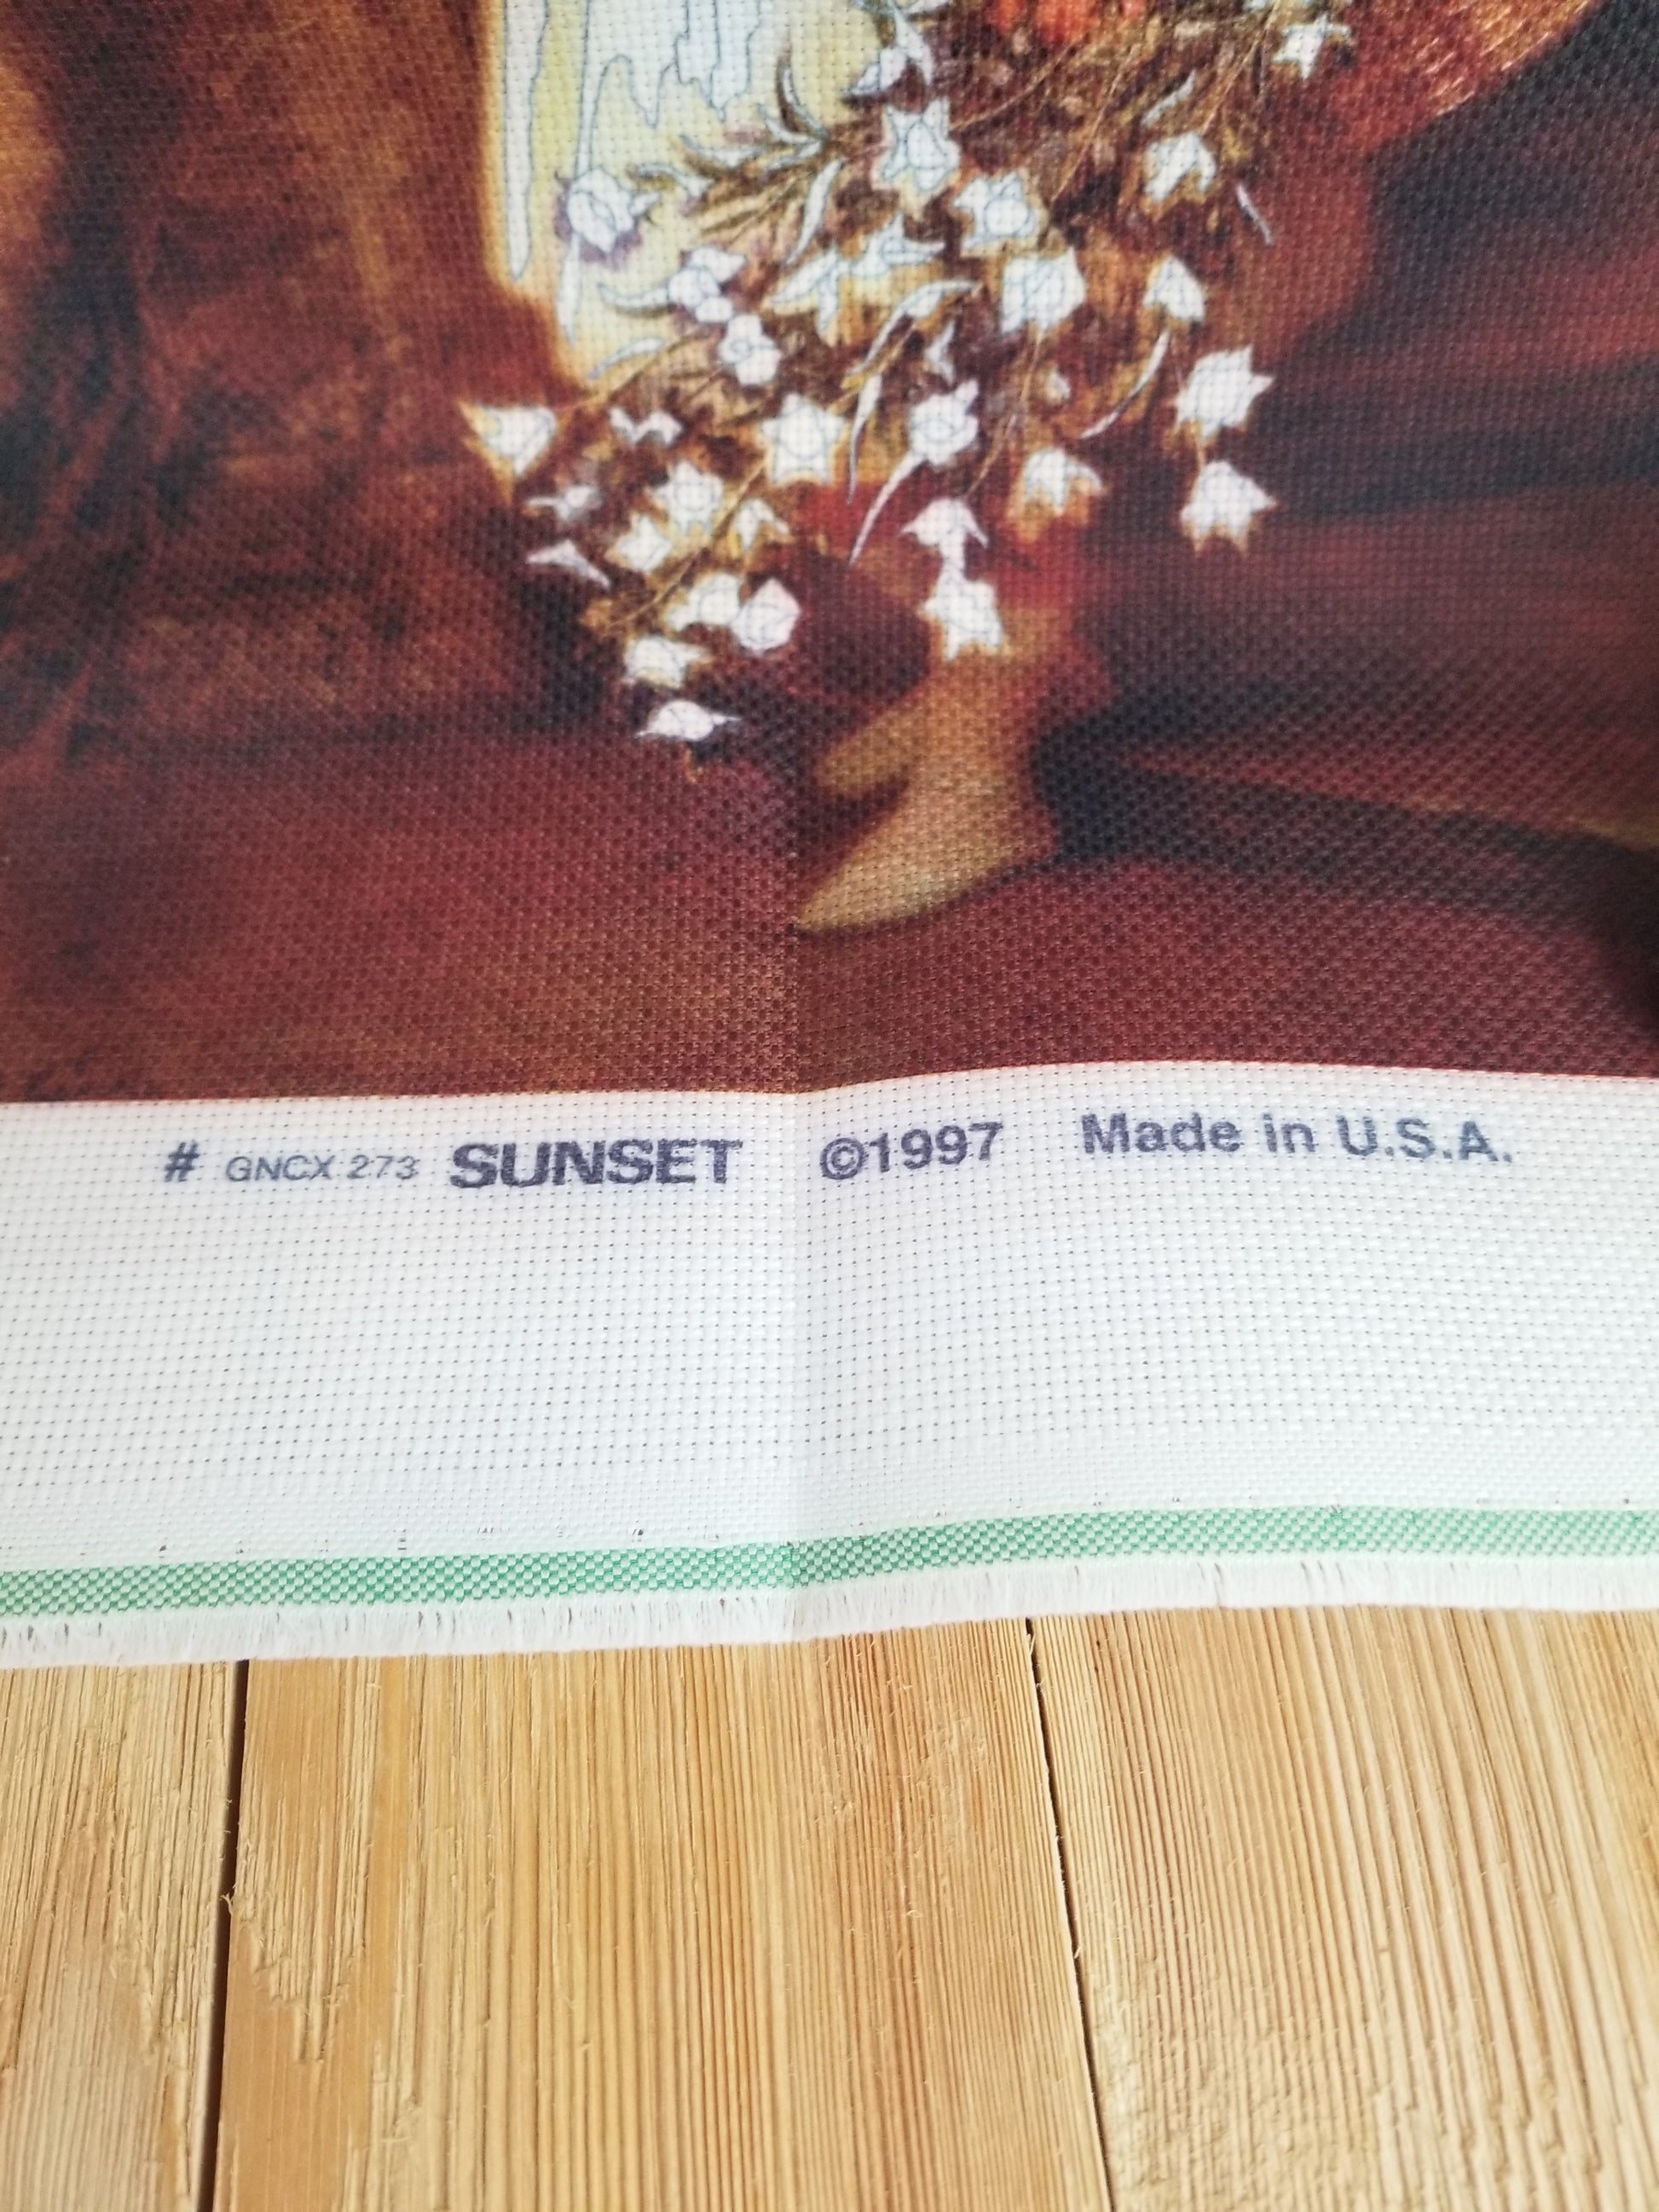 # GNCX 273 SUNSET ©1997 Made in U.S.A.